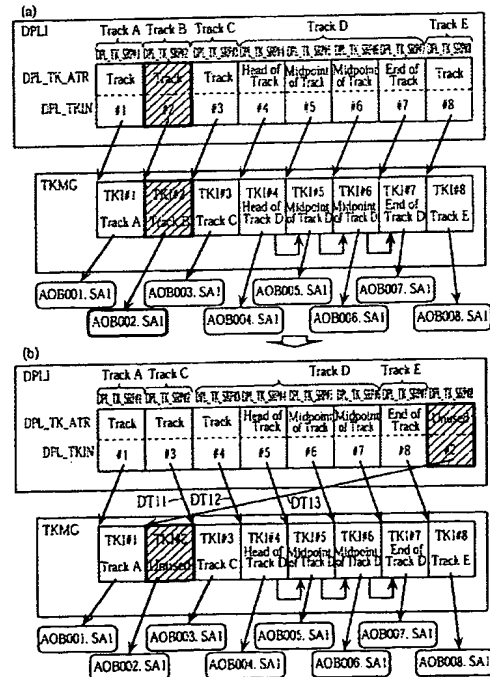 (a)
DPLI
Track A Track B Track C Track D Track E
DPL_TK_ATR
Track Track Track Head of Track Midpoint of Track Midpoint of Track End of Track Track
DPL_TKIN
#1 #2 #3 #4 #5 #6 #7 #8
TKMG
TKI#1 TKI#2 TKI#3 TKI#4 TKI#5 TKI#6 TKI#7 TKI#8
Track A Track B Track C Head of Track D Midpoint of Track D Midpoint of Track D End of Track D Track E
AOB001.SA1 AOB003.SA1 AOB005.SA1 AOB007.SA1
AOB002.SA1 AOB004.SA1 AOB006.SA1 AOB008.SA1
(b)
DPLI
Track A Track C Track D Track E
DPL_TK_ATR
Track Track Track Head of Track Midpoint of Track Midpoint of Track End of Track Unused
DPL_TKIN
#1 #3 #4 #5 #6 #7 #8 #2
DT11 DT12 DT13
TKMG
TKI#1 TKI#2 TKI#3 TKI#4 TKI#5 TKI#6 TKI#7 TKI#8
Track A Unused Track C Head of Track D Midpoint of Track D Midpoint of Track D End of Track D Track E
AOB001.SA1 AOB003.SA1 AOB005.SA1 AOB007.SA1
AOB002.SA1 AOB004.SA1 AOB006.SA1 AOB008.SA1